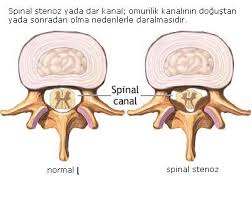 Spinal stenoz yada dar kanal; omurilik kanalının doğuştan
yada sonradan olma nedenlerle daralmasıdır.
Spinal
canal
normal
spinal stenoz